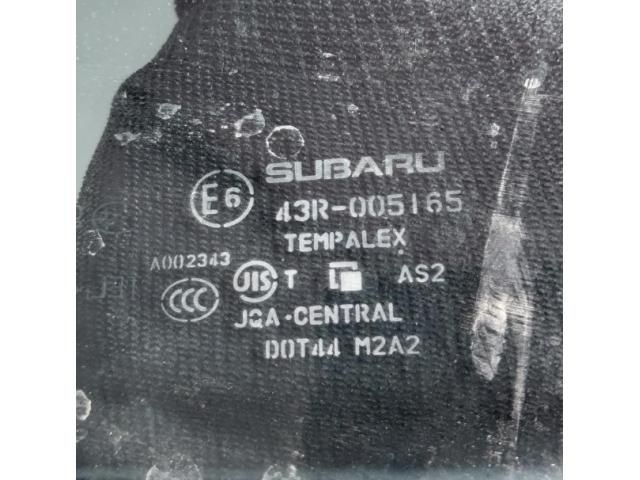 SUBARU
E6 43R-005165
TEMPALEX
A002343
JIS T AS2
CCC
JQA·CENTRAL
DOT44 M2A2